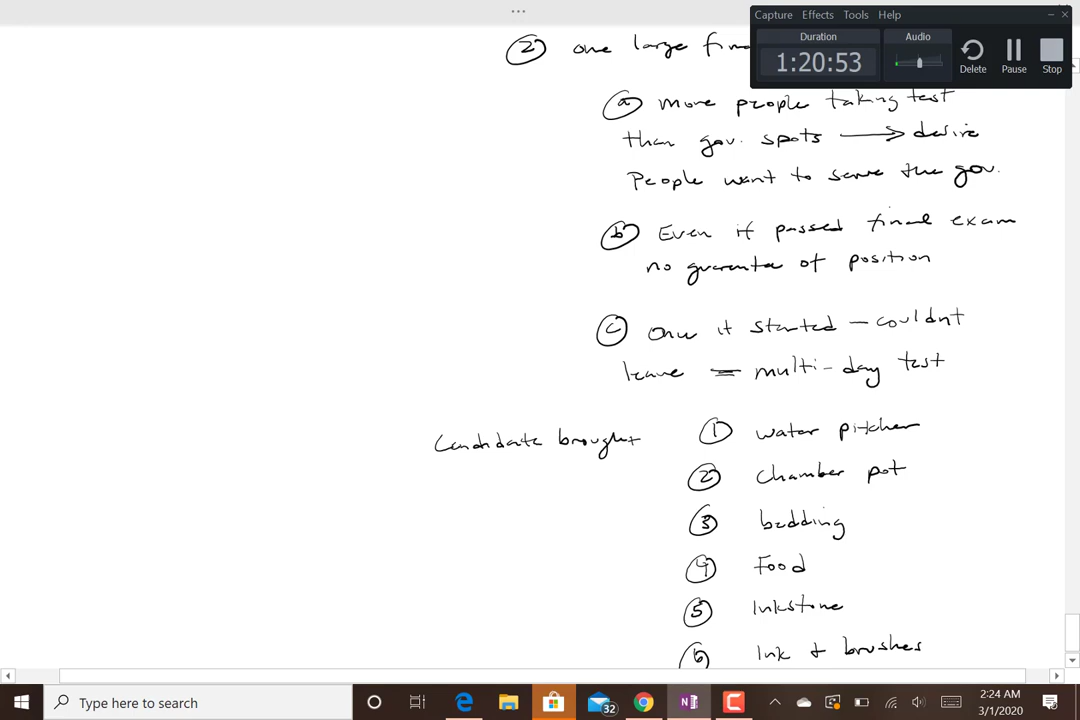 Capture Effects Tools Help
Duration
Audio
1:20:53
Delete
Pause
Stop
② one large
ⓐ More people taking test
than gov. spots → desire
People want to serve the gov.
ⓑ Even if passed final exam
no guarantee of position
ⓒ Once it started – couldnt
leave = multi-day test
Candidate brought ① water pitcher
② Chamber pot
③ bedding
④ Food
⑤ Inkstone
⑥ Ink + brushes
Type here to search
32
2:24 AM
3/1/2020